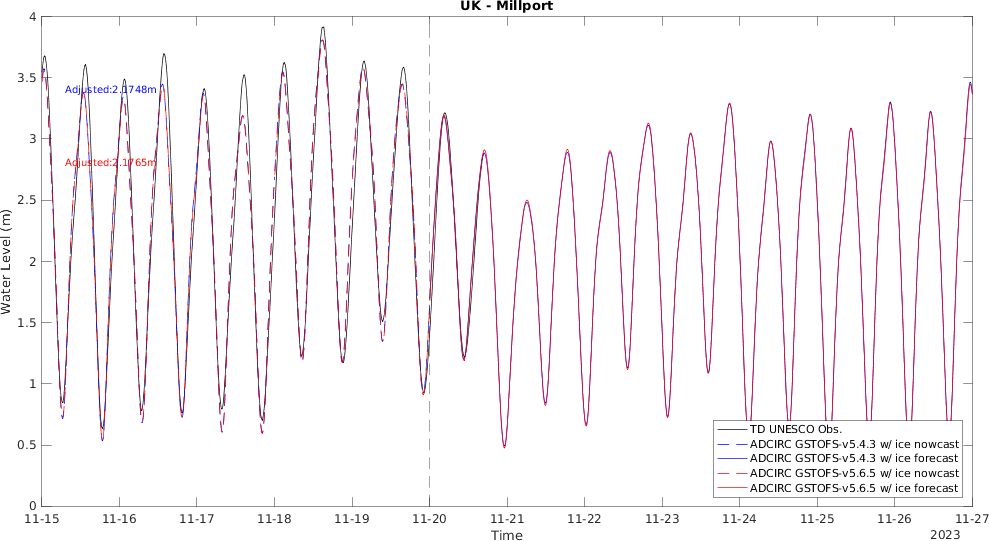 UK - Millport
4
3.5
3
2.5
2
1.5
1
0.5
0
Water Level (m)
Adjusted:2.1748m
Adjusted:2.1765m
TD UNESCO Obs.
ADCIRC GSTOFS-v5.4.3 w/ ice nowcast
ADCIRC GSTOFS-v5.4.3 w/ ice forecast
ADCIRC GSTOFS-v5.6.5 w/ ice nowcast
ADCIRC GSTOFS-v5.6.5 w/ ice forecast
11-15 11-16 11-17 11-18 11-19 11-20 11-21 11-22 11-23 11-24 11-25 11-26 11-27
Time
2023